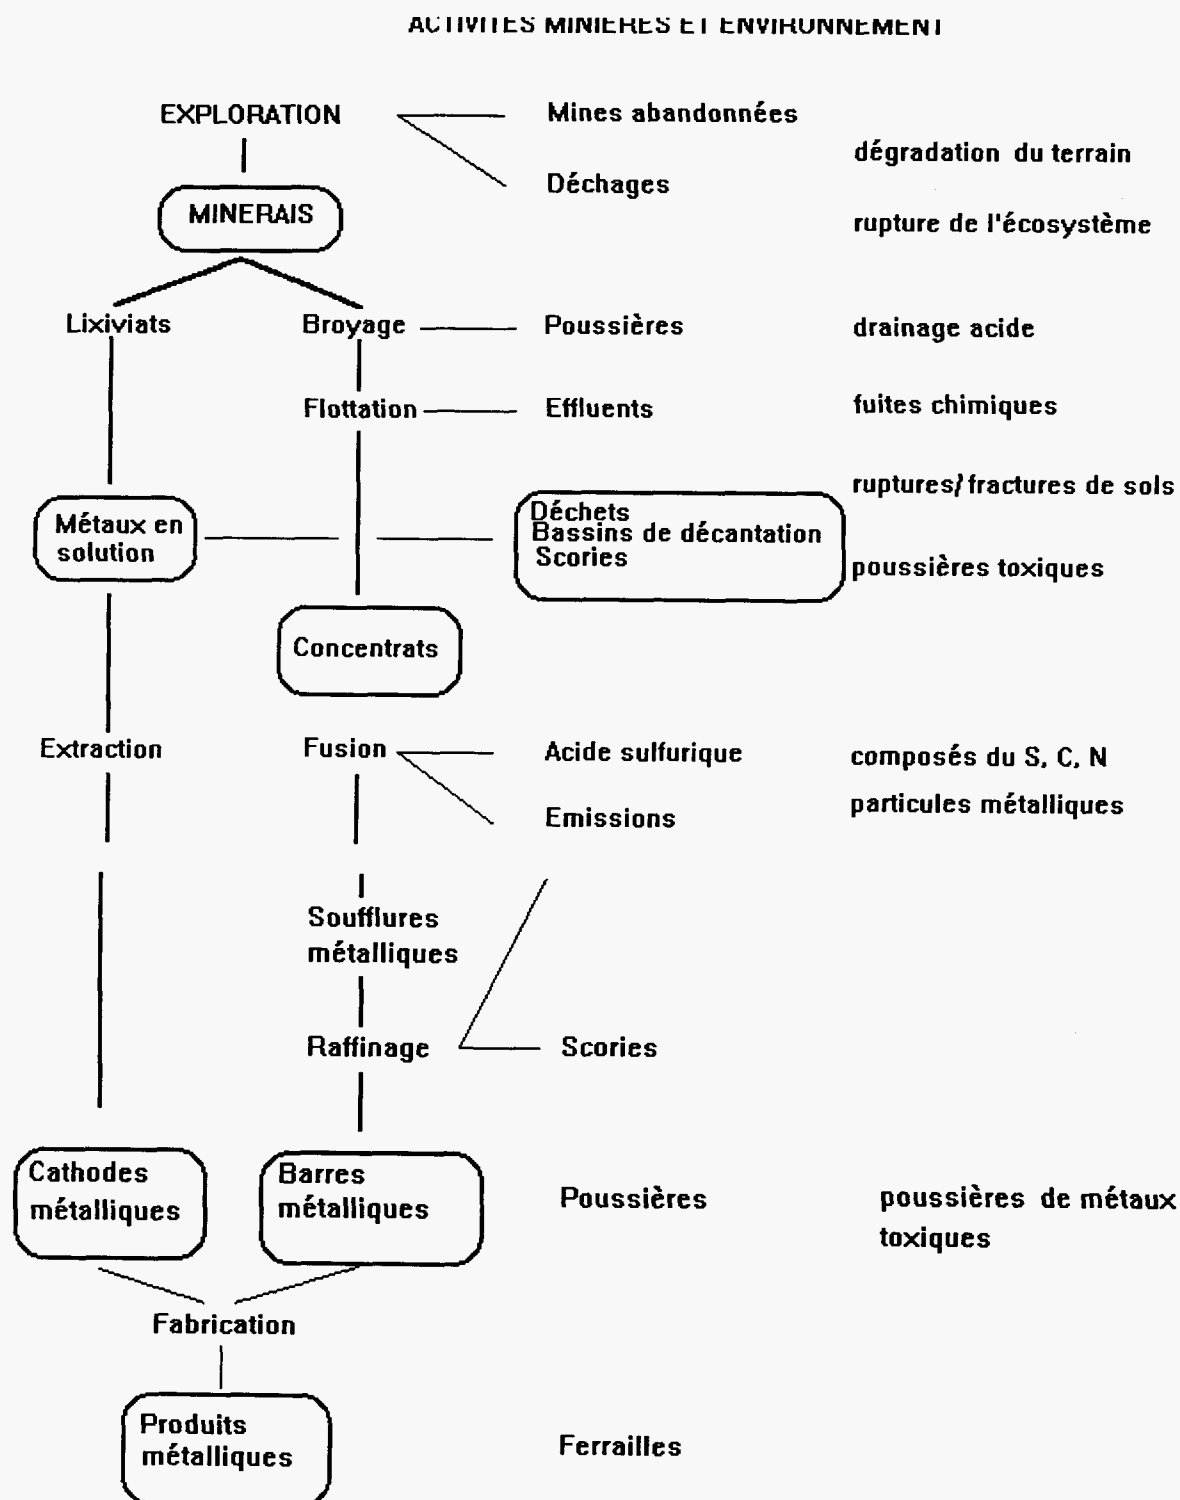 ACTIVITES MINIERES ET ENVIRONNEMENT
EXPLORATION
Mines abandonnées
dégradation du terrain
Déchages
MINERAIS
rupture de l'écosystème
Lixiviats
Broyage
Poussières
drainage acide
Flottation
Effluents
fuites chimiques
ruptures/fractures de sols
Métaux en
solution
Déchets
Bassins de décantation
Scories
poussières toxiques
Concentrats
Extraction
Fusion
Acide sulfurique
composés du S, C, N
particules métalliques
Emissions
Soufflures
métalliques
Raffinage
Scories
Cathodes
métalliques
Barres
métalliques
Poussières
poussières de métaux
toxiques
Fabrication
Produits
métalliques
Ferrailles